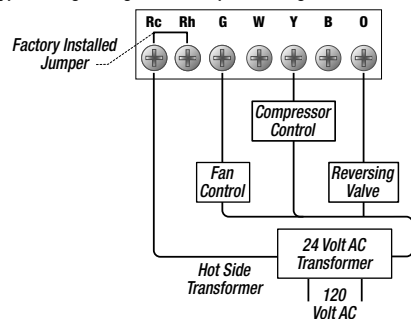 Rc Rh G W Y B O
Factory Installed
Jumper
Compressor
Control
Fan
Control
Reversing
Valve
24 Volt AC
Transformer
Hot Side
Transformer
120
Volt AC